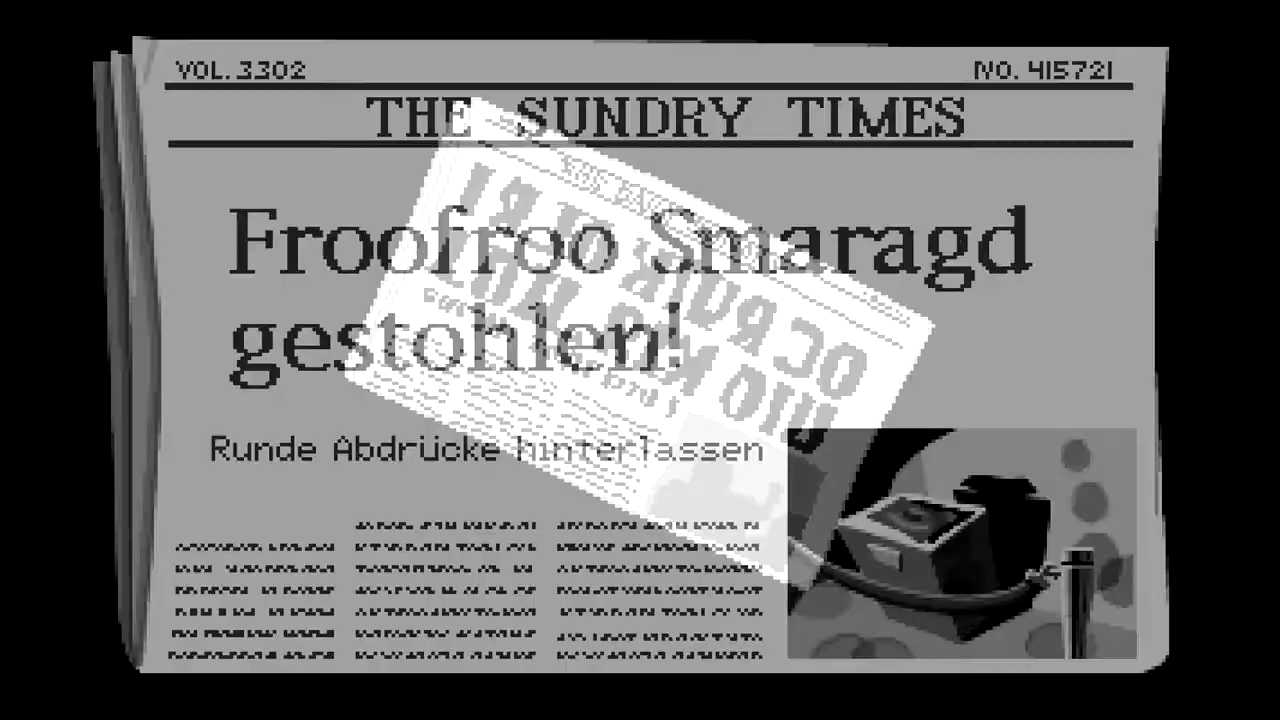 VOL. 3302
NO. 415721
THE SUNDRY TIMES
Froofroo Smaragd
gestohlen!
Runde Abdrücke hinterlassen